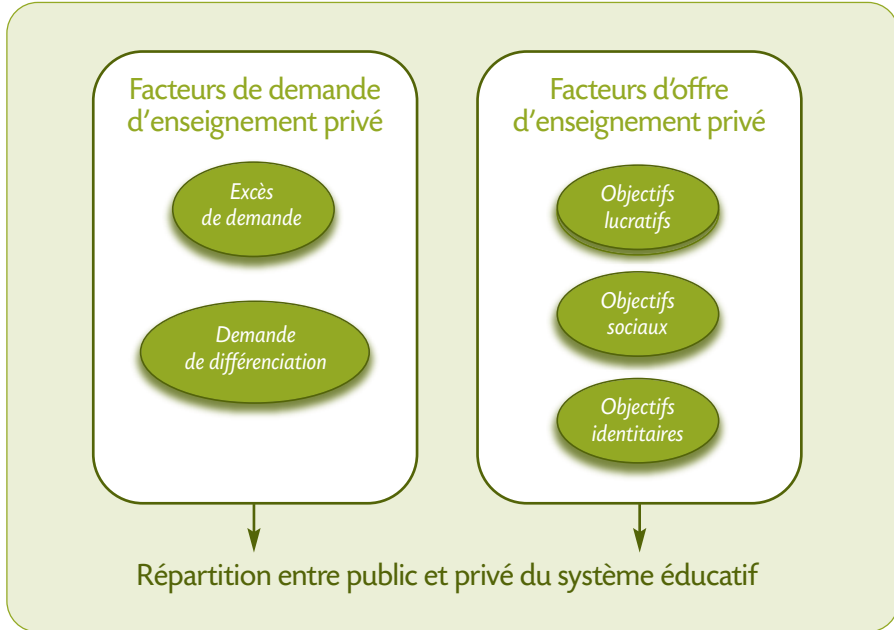 Facteurs de demande
d'enseignement privé
Excès
de demande
Demande
de différenciation
Facteurs d'offre
d'enseignement privé
Objectifs
lucratifs
Objectifs
sociaux
Objectifs
identitaires
Répartition entre public et privé du système éducatif